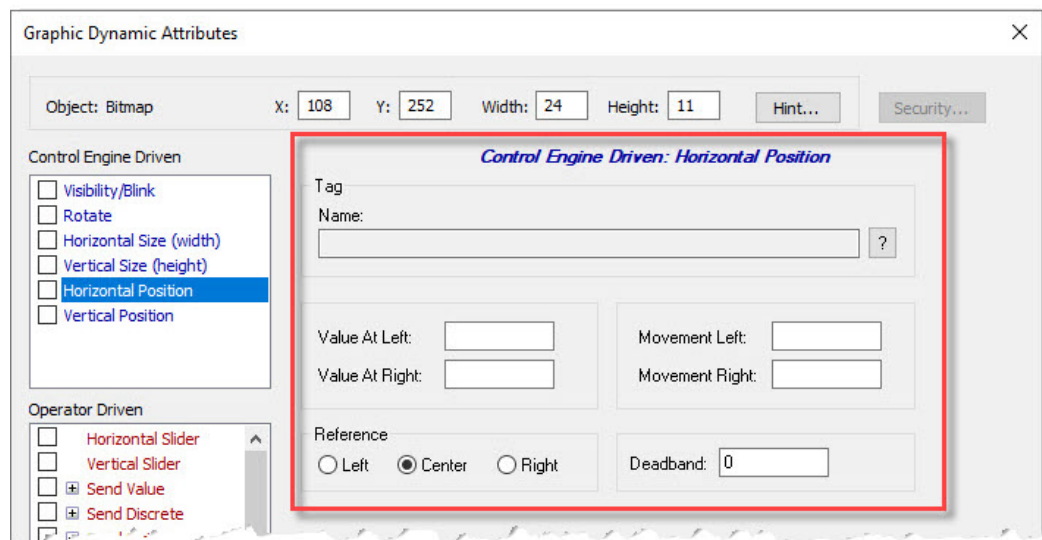 Graphic Dynamic Attributes
Object: Bitmap X: 108 Y: 252 Width: 24 Height: 11 Hint... Security...
Control Engine Driven
Visibility/Blink
Rotate
Horizontal Size (width)
Vertical Size (height)
Horizontal Position
Vertical Position
Control Engine Driven: Horizontal Position
Tag
Name:
?
Value At Left:
Value At Right:
Movement Left:
Movement Right:
Reference
Left Center Right
Deadband: 0
Operator Driven
Horizontal Slider
Vertical Slider
Send Value
Send Discrete